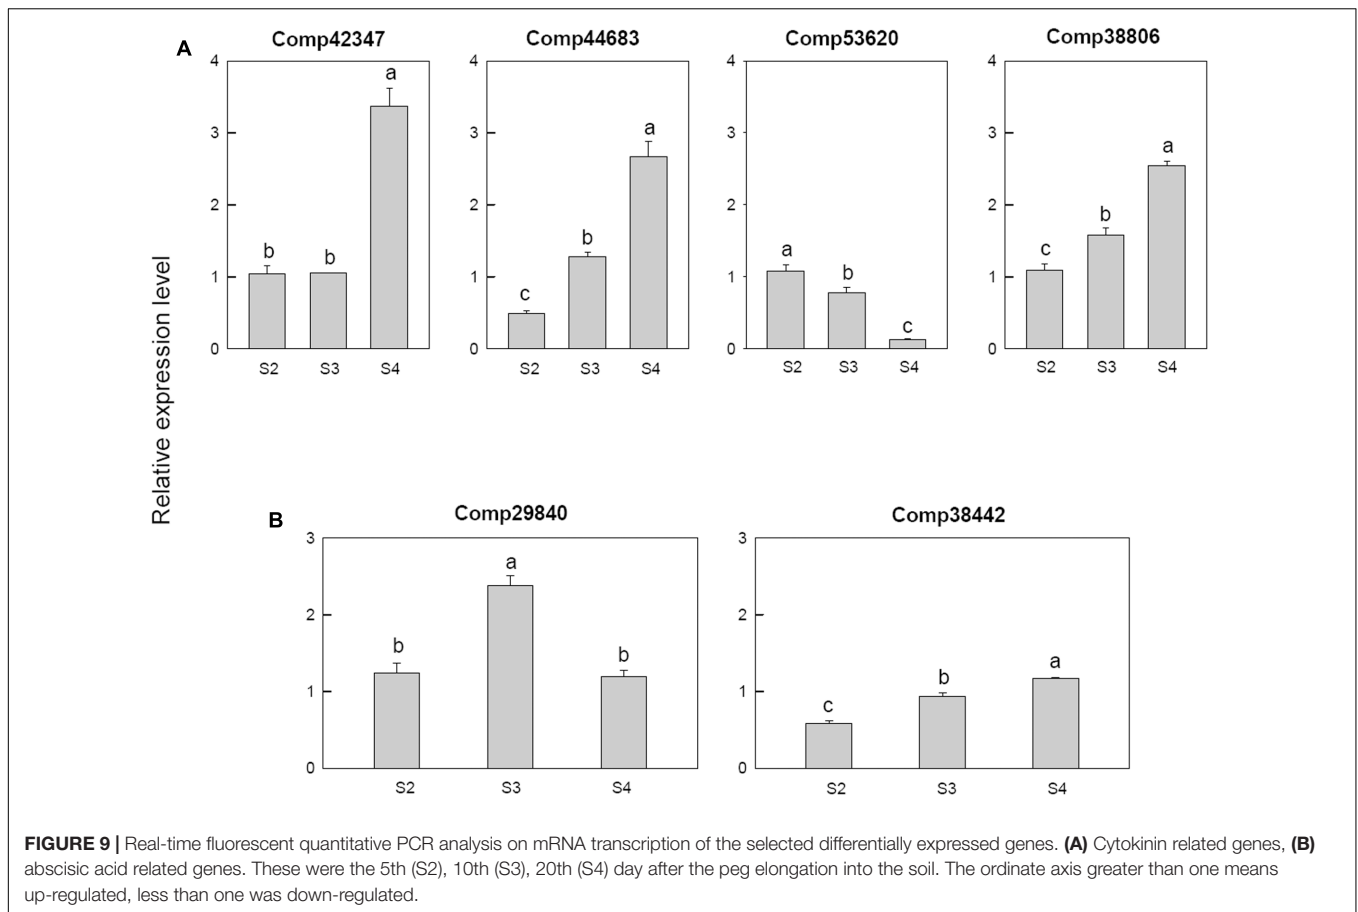 A
Comp42347
Comp44683
Comp53620
Comp38806
4
3
2
1
0
b
b
a
S2
S3
S4
4
3
2
1
0
c
b
a
S2
S3
S4
4
3
2
1
0
a
b
c
S2
S3
S4
4
3
2
1
0
c
b
a
S2
S3
S4
Relative expression level
B
Comp29840
Comp38442
3
2
1
0
b
a
b
S2
S3
S4
3
2
1
0
c
b
a
S2
S3
S4
FIGURE 9 | Real-time fluorescent quantitative PCR analysis on mRNA transcription of the selected differentially expressed genes. (A) Cytokinin related genes, (B)
abscisic acid related genes. These were the 5th (S2), 10th (S3), 20th (S4) day after the peg elongation into the soil. The ordinate axis greater than one means
up-regulated, less than one was down-regulated.